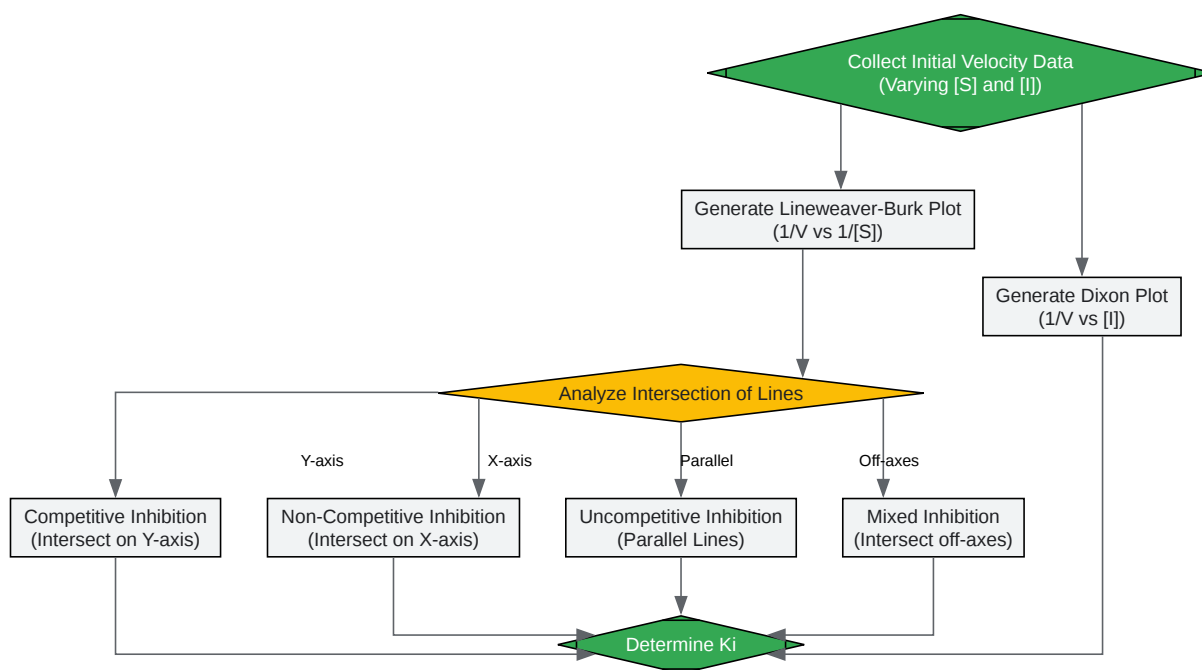 Collect Initial Velocity Data
(Varying [S] and [I])
Generate Lineweaver-Burk Plot
(1/V vs 1/[S])
Generate Dixon Plot
(1/V vs [I])
Analyze Intersection of Lines
Y-axis
X-axis
Parallel
Off-axes
Competitive Inhibition
(Intersect on Y-axis)
Non-Competitive Inhibition
(Intersect on X-axis)
Uncompetitive Inhibition
(Parallel Lines)
Mixed Inhibition
(Intersect off-axes)
Determine Ki